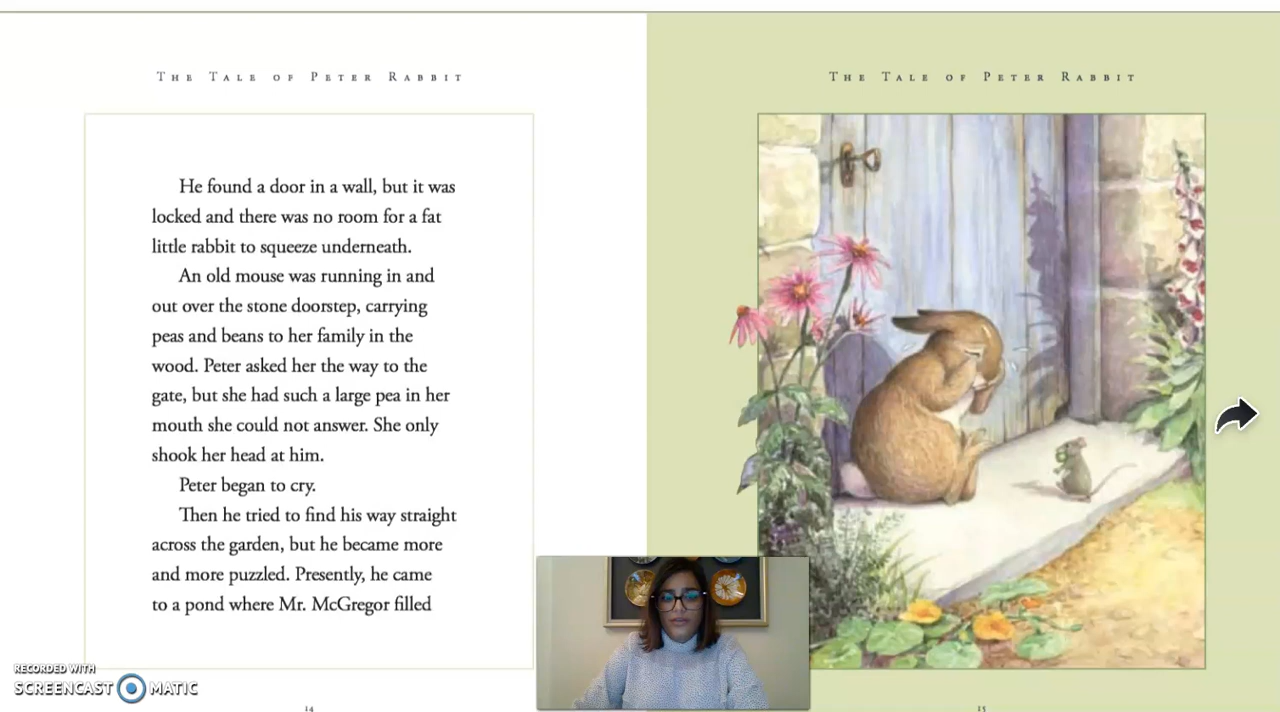 THE TALE OF PETER RABBIT
He found a door in a wall, but it was
locked and there was no room for a fat
little rabbit to squeeze underneath.
An old mouse was running in and
out over the stone doorstep, carrying
peas and beans to her family in the
wood. Peter asked her the way to the
gate, but she had such a large pea in her
mouth she could not answer. She only
shook her head at him.
Peter began to cry.
Then he tried to find his way straight
across the garden, but he became more
and more puzzled. Presently, he came
to a pond where Mr. McGregor filled
14
THE TALE OF PETER RABBIT
15
RECORDED WITH
SCREENCAST MATIC